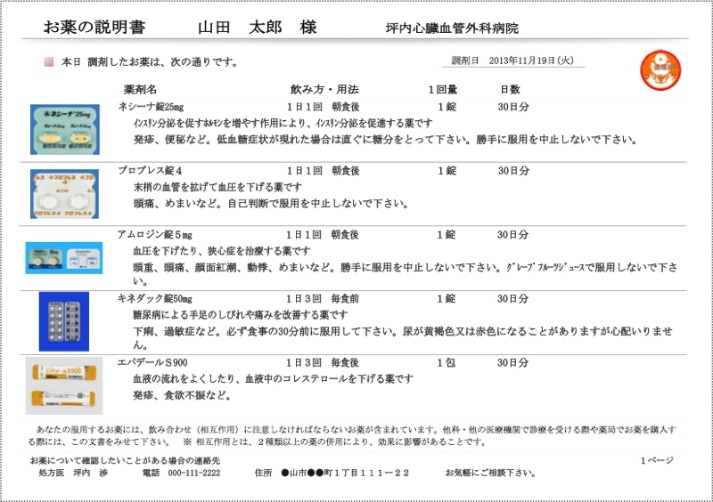 お薬の説明書　山田　太郎　様　坪内心臓血管外科病院
本日 調剤したお薬は、次の通りです。　調剤日　2013年11月19日(火)
薬剤名　飲み方・用法　1回量　日数
ネシーナ錠25mg　1日1回　朝食後　1錠　30日分
ｲﾝｽﾘﾝ分泌を促すﾎﾙﾓﾝを増やす作用により、ｲﾝｽﾘﾝ分泌を促進する薬です
発疹、便秘など。低血糖症状が現れた場合は直ぐに糖分をとって下さい。勝手に服用を中止しないで下さい。
ブロプレス錠４　1日1回　朝食後　1錠　30日分
末梢の血管を拡げて血圧を下げる薬です
頭痛、めまいなど。自己判断で服用を中止しないで下さい。
アムロジン錠５mg　1日1回　朝食後　1錠　30日分
血圧を下げたり、狭心症を治療する薬です
頭重、頭痛、顔面紅潮、動悸、めまいなど。勝手に服用を中止しないで下さい。ｸﾞﾚｰﾌﾟﾌﾙｰﾂｼﾞｭｰｽで服用しないで下さ
い。
キネダック錠50mg　1日3回　毎食前　1錠　30日分
糖尿病による手足のしびれや痛みを改善する薬です
下痢、過敏症など。必ず食事の30分前に服用して下さい。尿が黄褐色又は赤色になることがありますが心配いりませ
ん。
エパデールＳ900　1日3回　毎食後　1包　30日分
血液の流れをよくしたり、血液中のコレステロールを下げる薬です
発疹、食欲不振など。
あなたの服用するお薬には、飲み合わせ（相互作用）に注意しなければならないお薬が含まれています。他科・他の医療機関で診療を受ける際や薬局でお薬を購入す
る際には、この文書をみせて下さい。　※ 相互作用とは、２種類以上の薬の併用により、効果に影響があることです。
お薬について確認したいことがある場合の連絡先　1ページ
処方医　坪内　渉　電話　000-111-2222　住所　●山市●●町１丁目１１１ー２２　お気軽にご相談下さい。